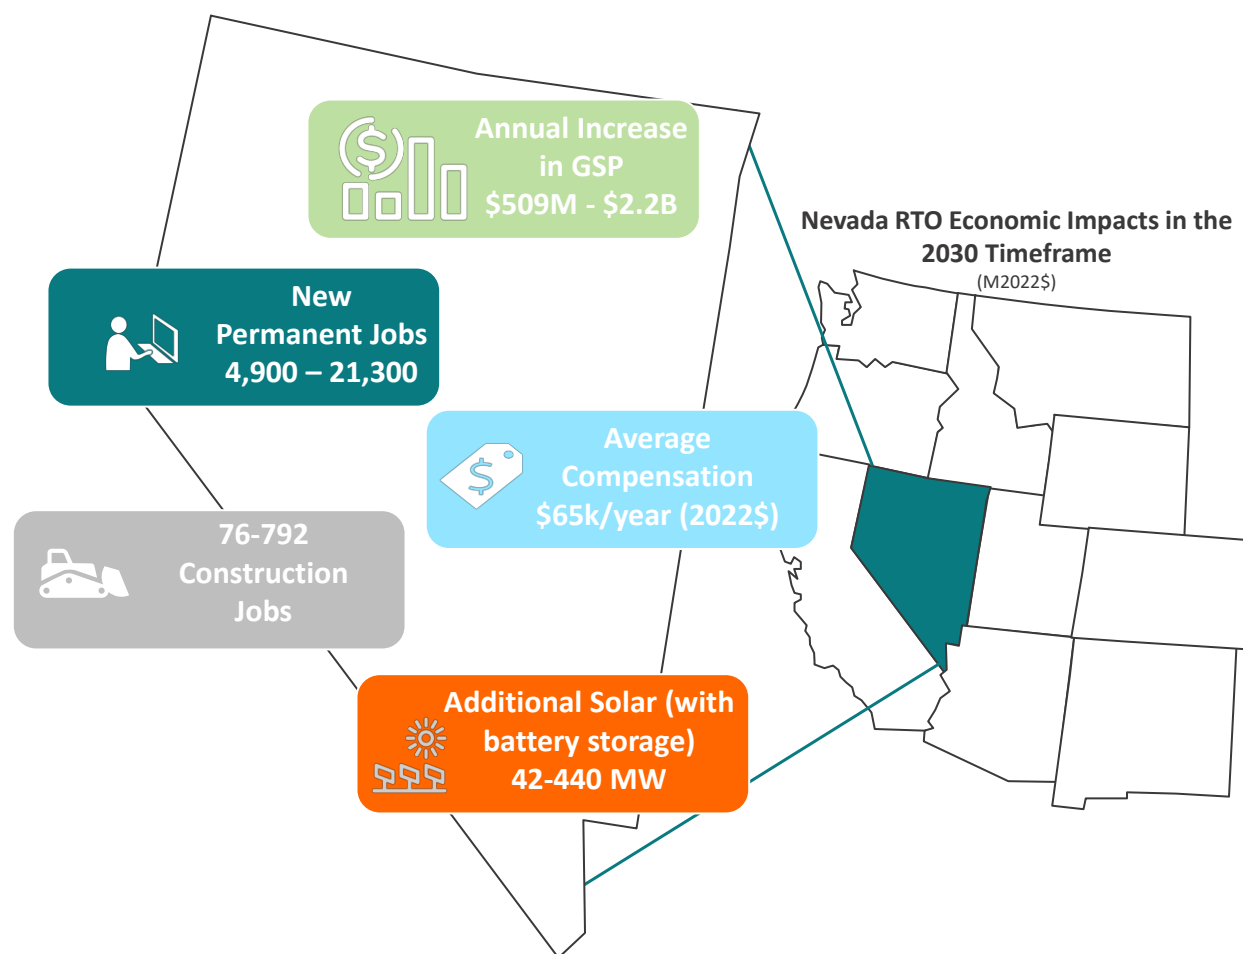 Annual Increase
in GSP
$509M - $2.2B
Nevada RTO Economic Impacts in the
2030 Timeframe
(M2022$)
New
Permanent Jobs
4,900 – 21,300
Average
Compensation
$65k/year (2022$)
76-792
Construction
Jobs
Additional Solar (with
battery storage)
42-440 MW